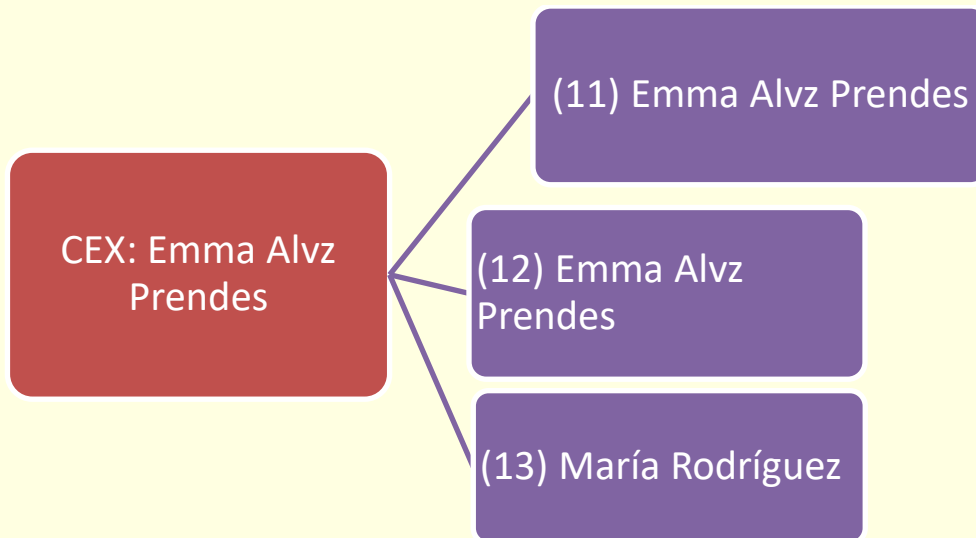 (11) Emma Alvz Prendes
CEX: Emma Alvz
Prendes
(12) Emma Alvz
Prendes
(13) María Rodríguez